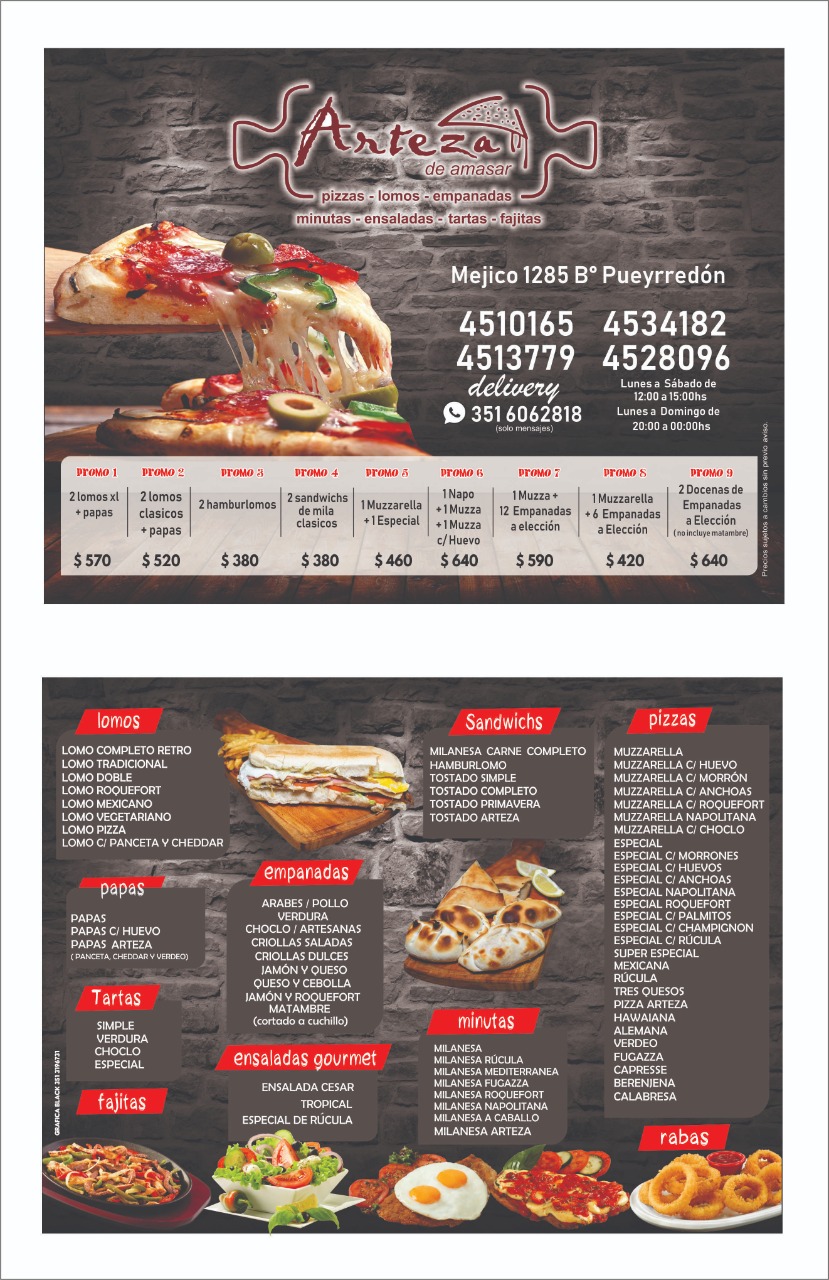 Arteza
de amasar
pizzas - lomos - empanadas
minutas - ensaladas - tartas - fajitas
Mejico 1285 B° Pueyrredón
4510165 4534182
4513779 4528096
delivery
351 6062818
(solo mensajes)
Lunes a Sábado de
12:00 a 15:00hs
Lunes a Domingo de
20:00 a 00:00hs
PROMO 1
2 lomos xl
+ papas
$ 570
PROMO 2
2 lomos
clasicos
+ papas
$ 520
PROMO 3
2 hamburlomos
$ 380
PROMO 4
2 sandwichs
de mila
clasicos
$ 380
PROMO 5
1 Muzzarella
+ 1 Especial
$ 460
PROMO 6
1 Napo
+ 1 Muzza
+ 1 Muzza
c/ Huevo
$ 640
PROMO 7
1 Muzza +
12 Empanadas
a elección
$ 590
PROMO 8
1 Muzzarella
+ 6 Empanadas
a Elección
$ 420
PROMO 9
2 Docenas de
Empanadas
a Elección
(no incluye matambre)
$ 640
Precios sujetos a cambios sin previo aviso.
lomos
LOMO COMPLETO RETRO
LOMO TRADICIONAL
LOMO DOBLE
LOMO ROQUEFORT
LOMO MEXICANO
LOMO VEGETARIANO
LOMO PIZZA
LOMO C/ PANCETA Y CHEDDAR
papas
PAPAS
PAPAS C/ HUEVO
PAPAS ARTEZA
( PANCETA, CHEDDAR Y VERDEO)
Tartas
SIMPLE
VERDURA
CHOCLO
ESPECIAL
fajitas
GRAFICA BLACK 351 2196721
empanadas
ARABES / POLLO
VERDURA
CHOCLO / ARTESANAS
CRIOLLAS SALADAS
CRIOLLAS DULCES
JAMÓN Y QUESO
QUESO Y CEBOLLA
JAMÓN Y ROQUEFORT
MATAMBRE
(cortado a cuchillo)
ensaladas gourmet
ENSALADA CESAR
TROPICAL
ESPECIAL DE RÚCULA
Sandwichs
MILANESA CARNE COMPLETO
HAMBURLOMO
TOSTADO SIMPLE
TOSTADO COMPLETO
TOSTADO PRIMAVERA
TOSTADO ARTEZA
minutas
MILANESA
MILANESA RÚCULA
MILANESA MEDITERRANEA
MILANESA FUGAZZA
MILANESA ROQUEFORT
MILANESA NAPOLITANA
MILANESA A CABALLO
MILANESA ARTEZA
pizzas
MUZZARELLA
MUZZARELLA C/ HUEVO
MUZZARELLA C/ MORRÓN
MUZZARELLA C/ ANCHOAS
MUZZARELLA C/ ROQUEFORT
MUZZARELLA NAPOLITANA
MUZZARELLA C/ CHOCLO
ESPECIAL
ESPECIAL C/ MORRONES
ESPECIAL C/ HUEVOS
ESPECIAL C/ ANCHOAS
ESPECIAL NAPOLITANA
ESPECIAL ROQUEFORT
ESPECIAL C/ PALMITOS
ESPECIAL C/ CHAMPIGNON
ESPECIAL C/ RÚCULA
SUPER ESPECIAL
MEXICANA
RÚCULA
TRES QUESOS
PIZZA ARTEZA
HAWAIANA
ALEMANA
VERDEO
FUGAZZA
CAPRESSE
BERENJENA
CALABRESA
rabas